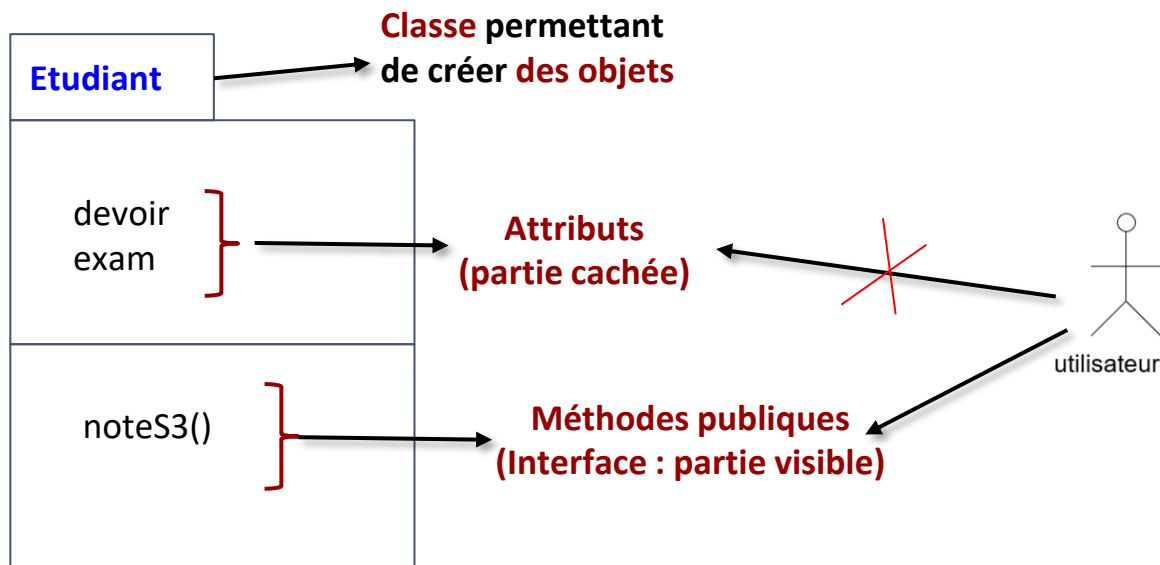 Classe permettant
de créer des objets
Etudiant
devoir
exam
Attributs
(partie cachée)
utilisateur
noteS3()
Méthodes publiques
(Interface : partie visible)